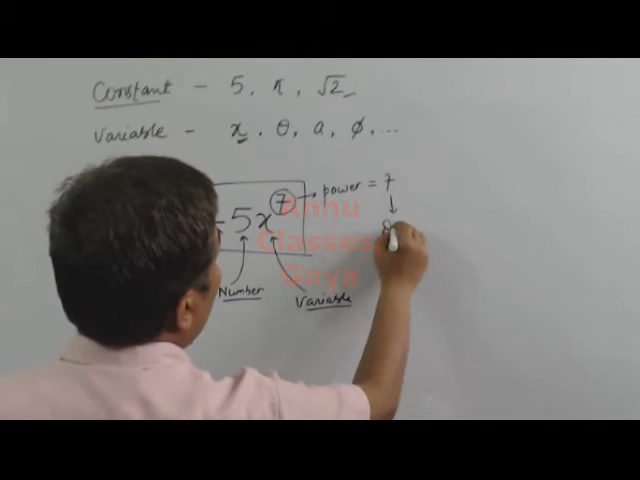 Constant - 5, π, √2
Variable - x, θ, a, φ, ...
-5x⁷ → power = 7
Number Variable
Annu
Classes
Gaya